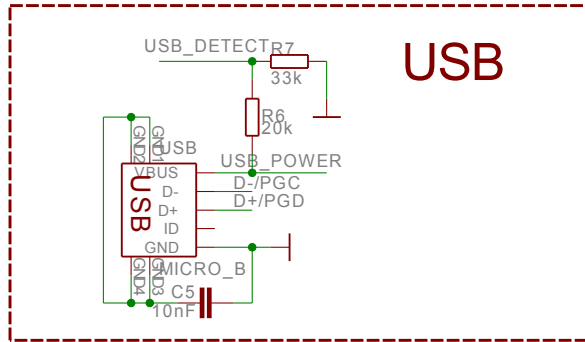 USB_DETECT
R7
33k
USB
R6
20k
GND2
GND1
USB
USB_POWER
VBUS
D-
D-/PGC
D+
D+/PGD
ID
GND
USB
MICRO_B
GND4
GND3
C5
10nF